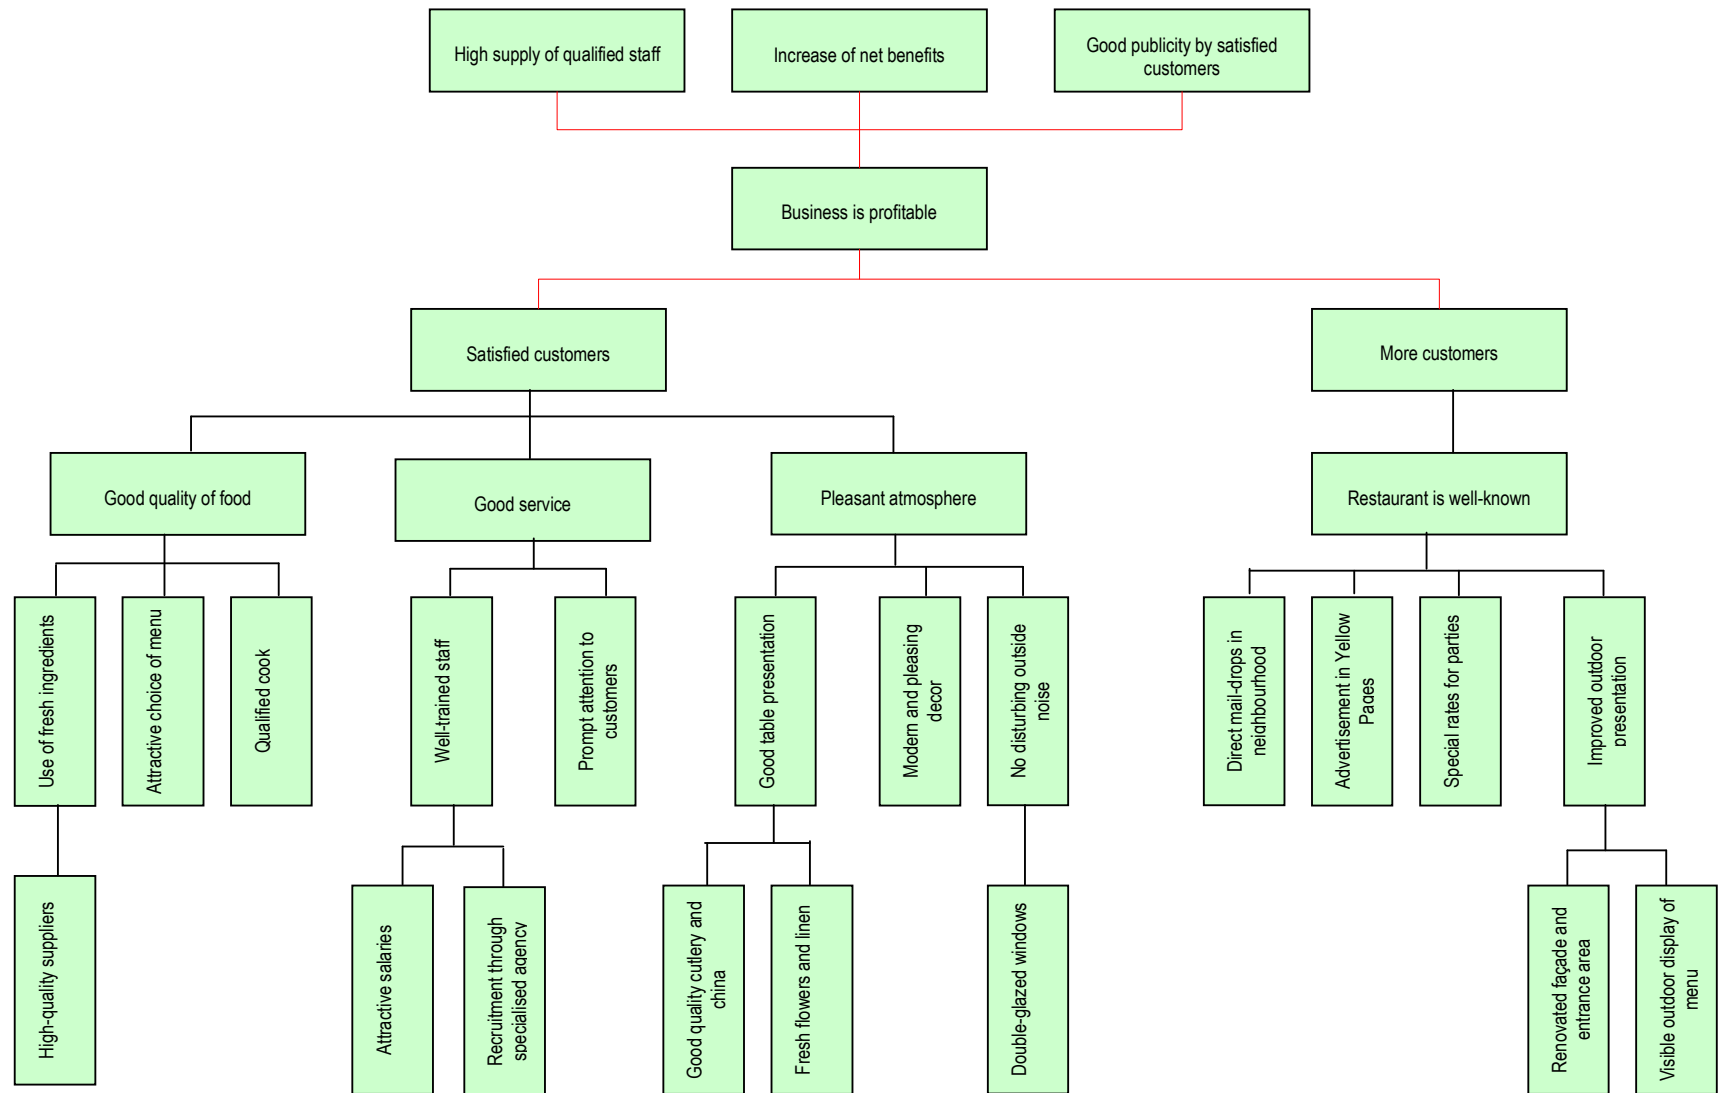 High supply of qualified staff
Increase of net benefits
Good publicity by satisfied
customers
Business is profitable
Satisfied customers
More customers
Good quality of food
Good service
Pleasant atmosphere
Restaurant is well-known
Use of fresh ingredients
Attractive choice of menu
Qualified cook
Well-trained staff
Prompt attention to
customers
Good table presentation
Modern and pleasing
decor
No disturbing outside
noise
Direct mail-drops in
neighbourhood
Advertisement in Yellow
Pages
Special rates for parties
Improved outdoor
presentation
High-quality suppliers
Attractive salaries
Recruitment through
specialised agency
Good quality cutlery and
china
Fresh flowers and linen
Double-glazed windows
Renovated façade and
entrance area
Visible outdoor display of
menu